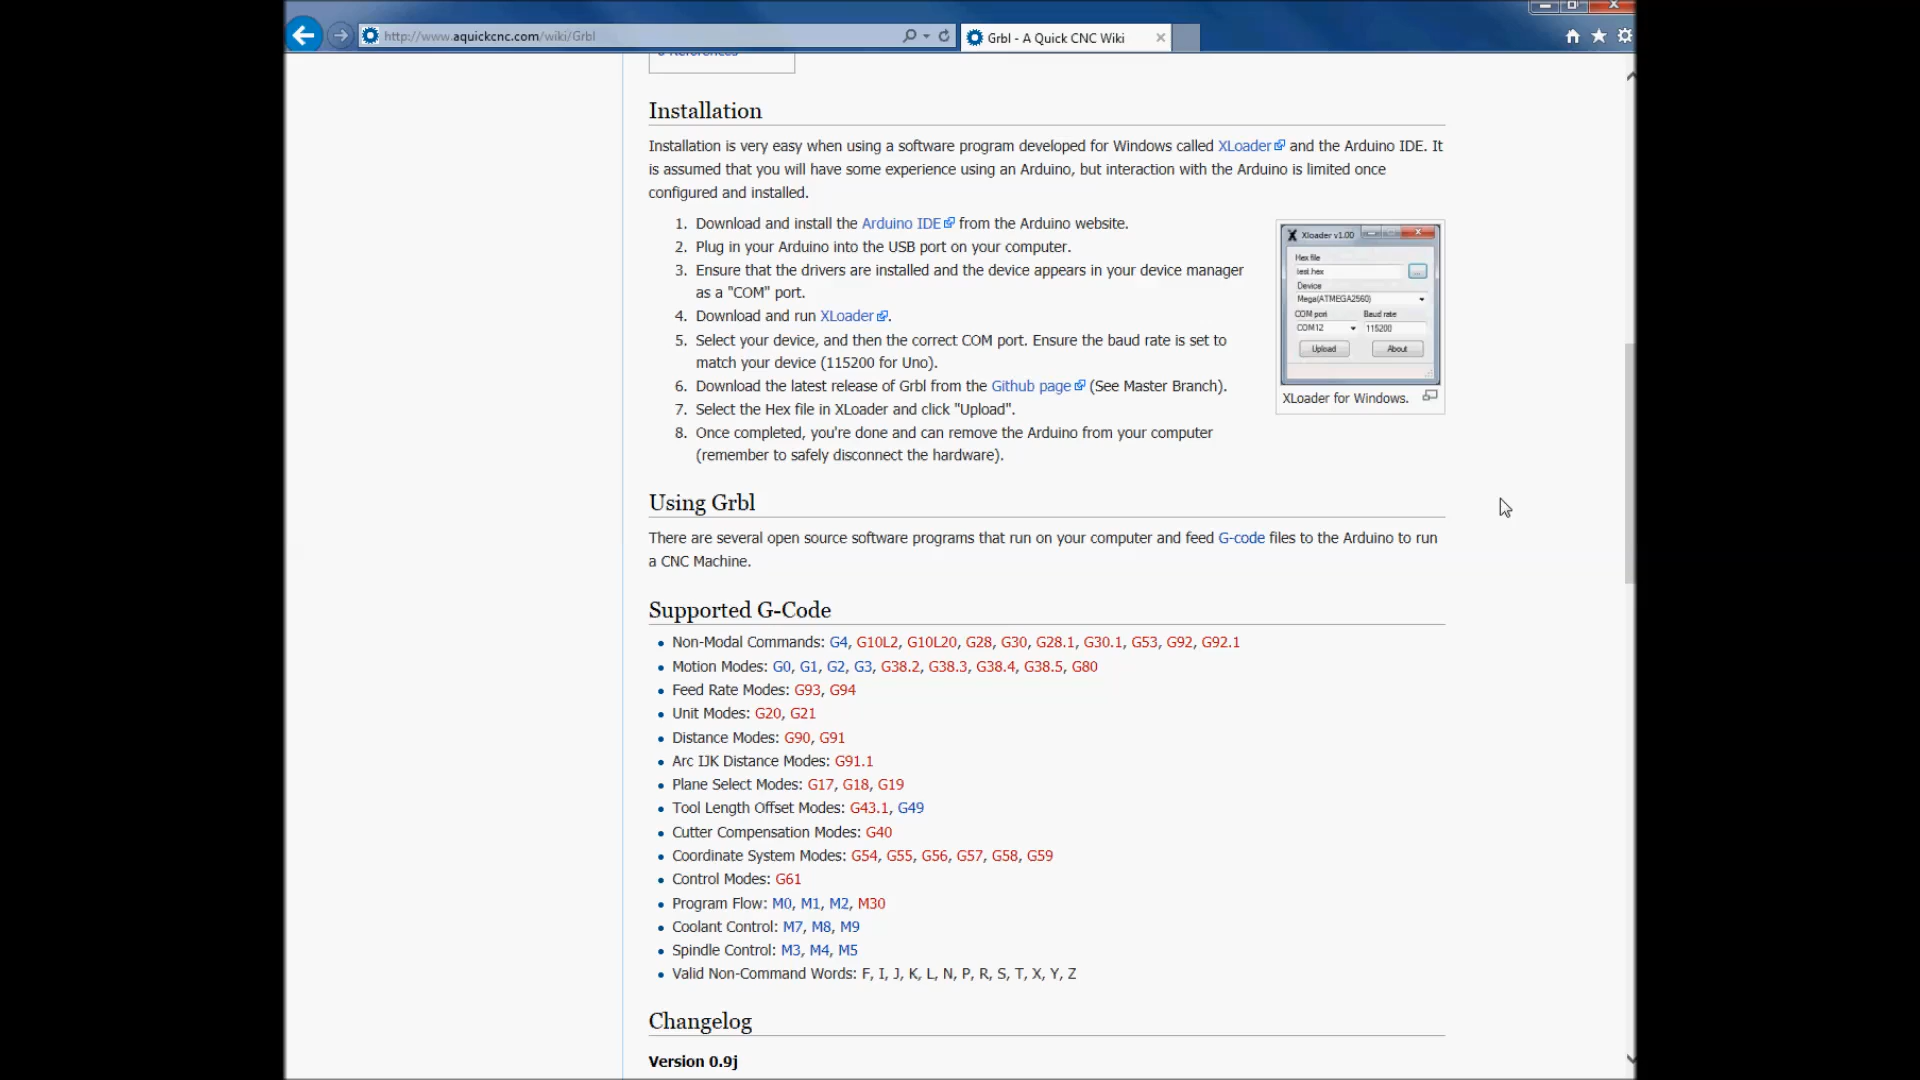 http://www.aquickcnc.com/wiki/Grbl
Grbl - A Quick CNC Wiki
Installation
Installation is very easy when using a software program developed for Windows called XLoader and the Arduino IDE. It
is assumed that you will have some experience using an Arduino, but interaction with the Arduino is limited once
configured and installed.
1. Download and install the Arduino IDE from the Arduino website.
2. Plug in your Arduino into the USB port on your computer.
3. Ensure that the drivers are installed and the device appears in your device manager
as a "COM" port.
4. Download and run XLoader.
5. Select your device, and then the correct COM port. Ensure the baud rate is set to
match your device (115200 for Uno).
6. Download the latest release of Grbl from the Github page (See Master Branch).
7. Select the Hex file in XLoader and click "Upload".
8. Once completed, you're done and can remove the Arduino from your computer
(remember to safely disconnect the hardware).
Xloader v1.00
Hex file
test.hex
...
Device
Mega(ATMEGA2560)
COM port Baud rate
COM12 115200
Upload About
XLoader for Windows.
Using Grbl
There are several open source software programs that run on your computer and feed G-code files to the Arduino to run
a CNC Machine.
Supported G-Code
• Non-Modal Commands: G4, G10L2, G10L20, G28, G30, G28.1, G30.1, G53, G92, G92.1
• Motion Modes: G0, G1, G2, G3, G38.2, G38.3, G38.4, G38.5, G80
• Feed Rate Modes: G93, G94
• Unit Modes: G20, G21
• Distance Modes: G90, G91
• Arc IJK Distance Modes: G91.1
• Plane Select Modes: G17, G18, G19
• Tool Length Offset Modes: G43.1, G49
• Cutter Compensation Modes: G40
• Coordinate System Modes: G54, G55, G56, G57, G58, G59
• Control Modes: G61
• Program Flow: M0, M1, M2, M30
• Coolant Control: M7, M8, M9
• Spindle Control: M3, M4, M5
• Valid Non-Command Words: F, I, J, K, L, N, P, R, S, T, X, Y, Z
Changelog
Version 0.9j